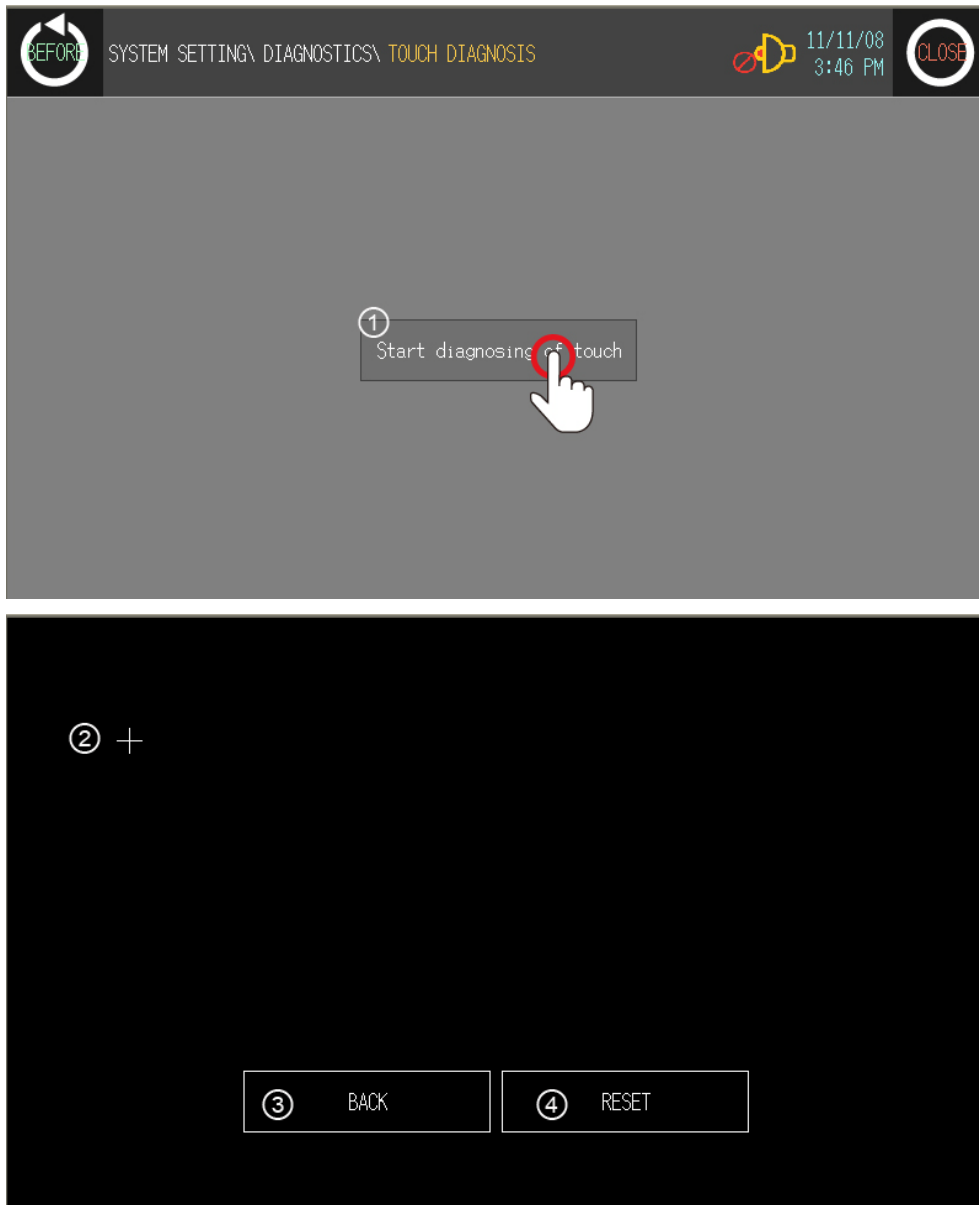 BEFORE SYSTEM SETTING\ DIAGNOSTICS\ TOUCH DIAGNOSIS 11/11/08 CLOSE
3:46 PM
①
Start diagnosing of touch
② +
③ BACK ④ RESET